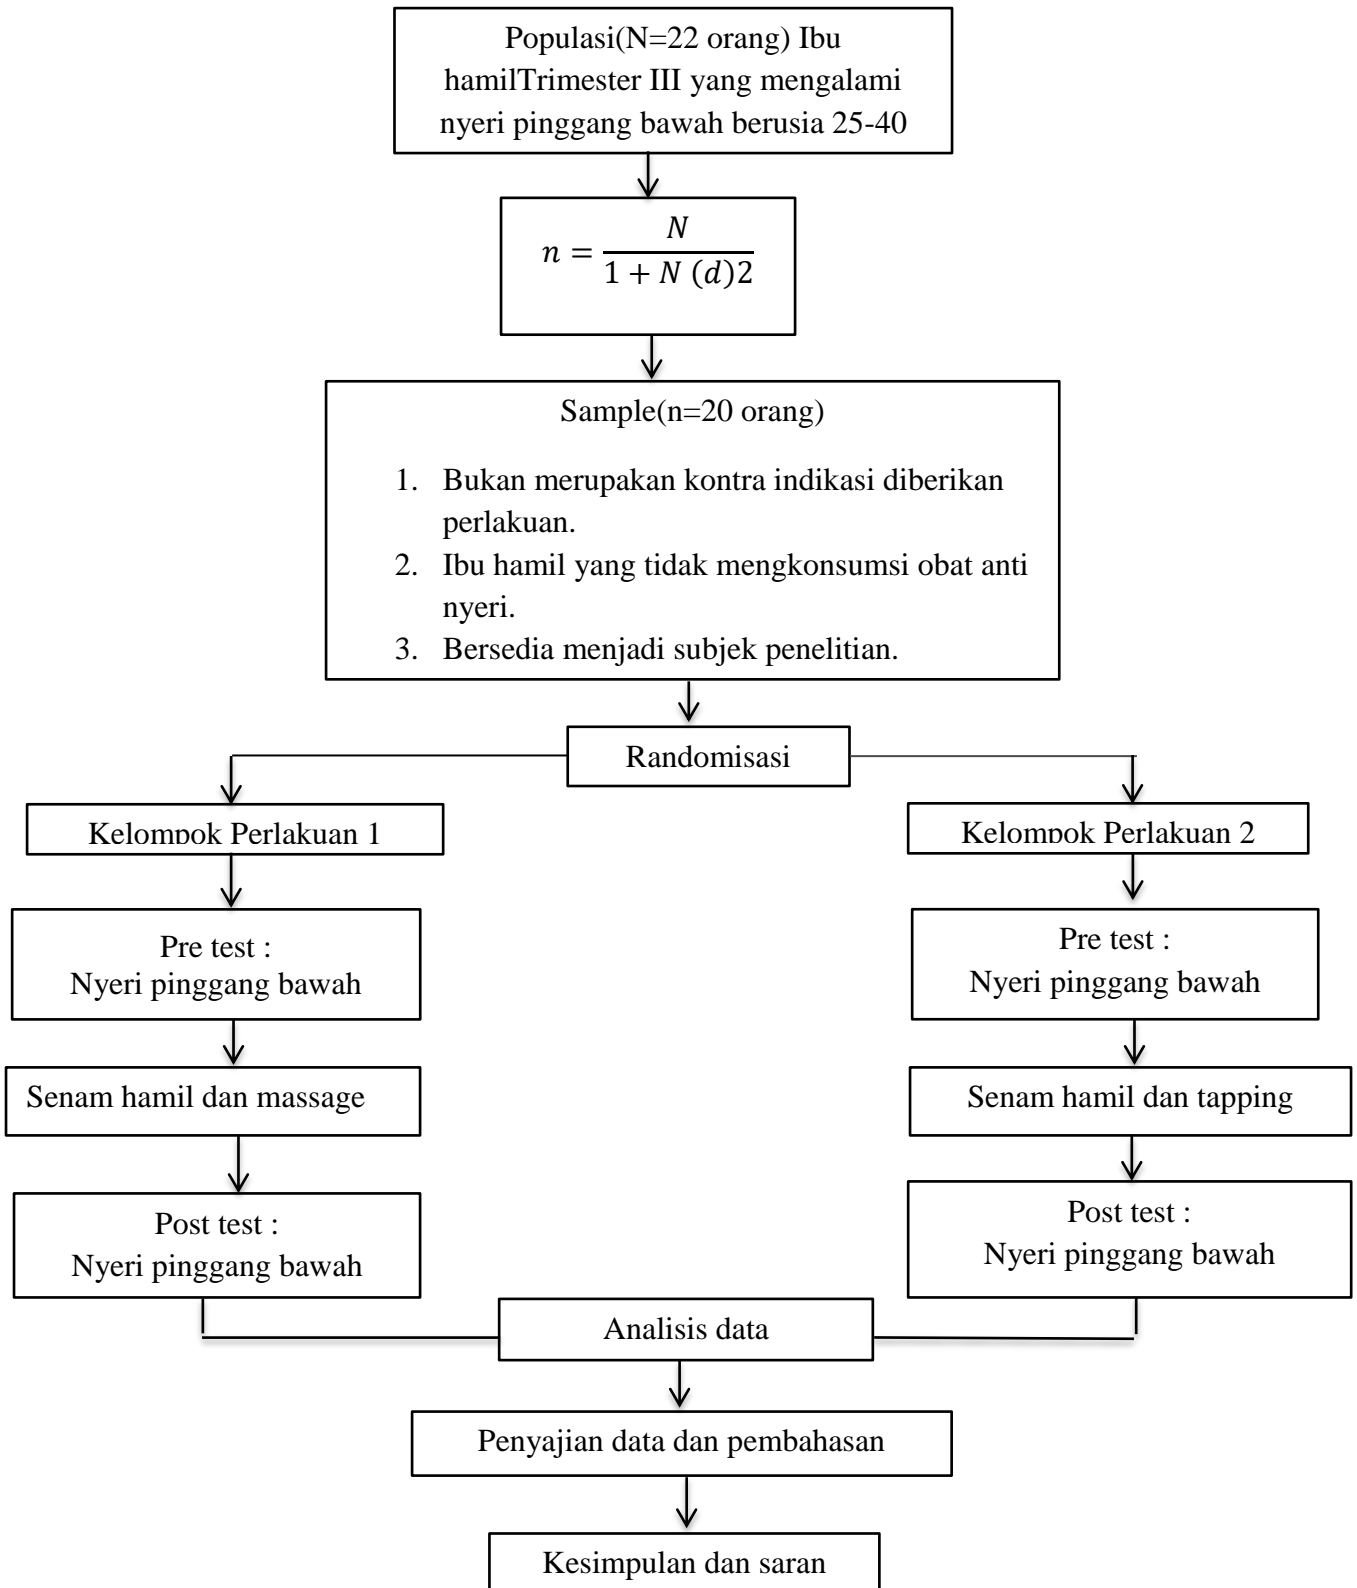 Populasi(N=22 orang) Ibu
hamilTrimester III yang mengalami
nyeri pinggang bawah berusia 25-40
n = N / 1 + N (d)2
Sample(n=20 orang)
1. Bukan merupakan kontra indikasi diberikan
perlakuan.
2. Ibu hamil yang tidak mengkonsumsi obat anti
nyeri.
3. Bersedia menjadi subjek penelitian.
Randomisasi
Kelompok Perlakuan 1
Kelompok Perlakuan 2
Pre test :
Nyeri pinggang bawah
Pre test :
Nyeri pinggang bawah
Senam hamil dan massage
Senam hamil dan tapping
Post test :
Nyeri pinggang bawah
Post test :
Nyeri pinggang bawah
Analisis data
Penyajian data dan pembahasan
Kesimpulan dan saran